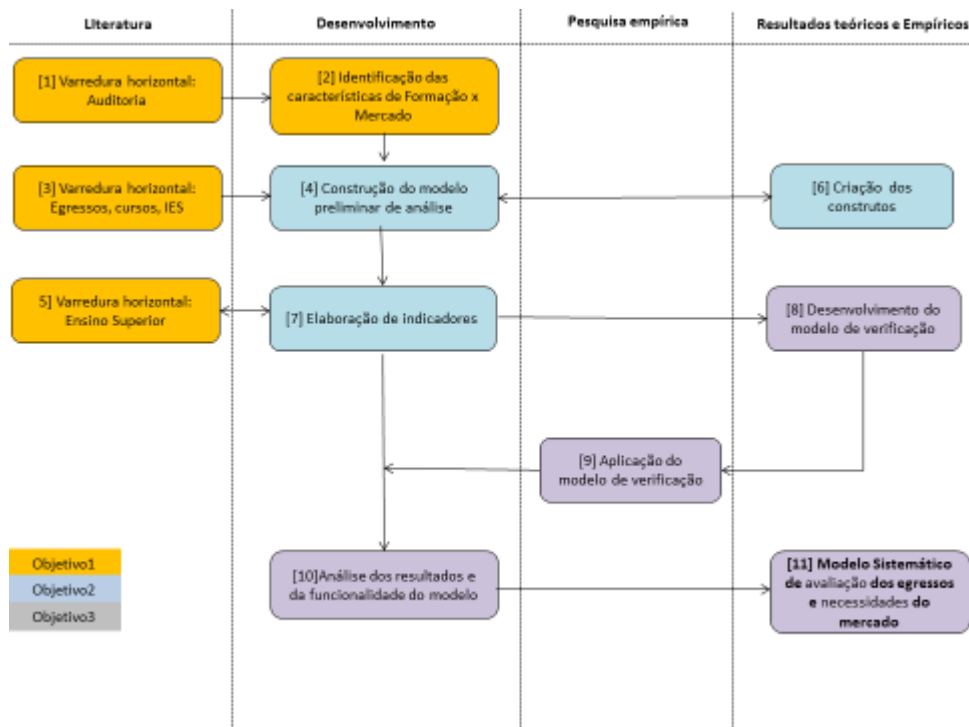 Literatura
Desenvolvimento
Pesquisa empírica
Resultados teóricos e Empíricos
[1] Varredura horizontal:
Auditoria
[2] Identificação das
características de Formação x
Mercado
[3] Varredura horizontal:
Egressos, cursos, IES
[4] Construção do modelo
preliminar de análise
[6] Criação dos
construtos
5] Varredura horizontal:
Ensino Superior
[7] Elaboração de indicadores
[8] Desenvolvimento do
modelo de verificação
[9] Aplicação do
modelo de verificação
[10]Análise dos resultados e
da funcionalidade do modelo
[11] Modelo Sistemático
de avaliação dos egressos
e necessidades do
mercado
Objetivo1
Objetivo2
Objetivo3